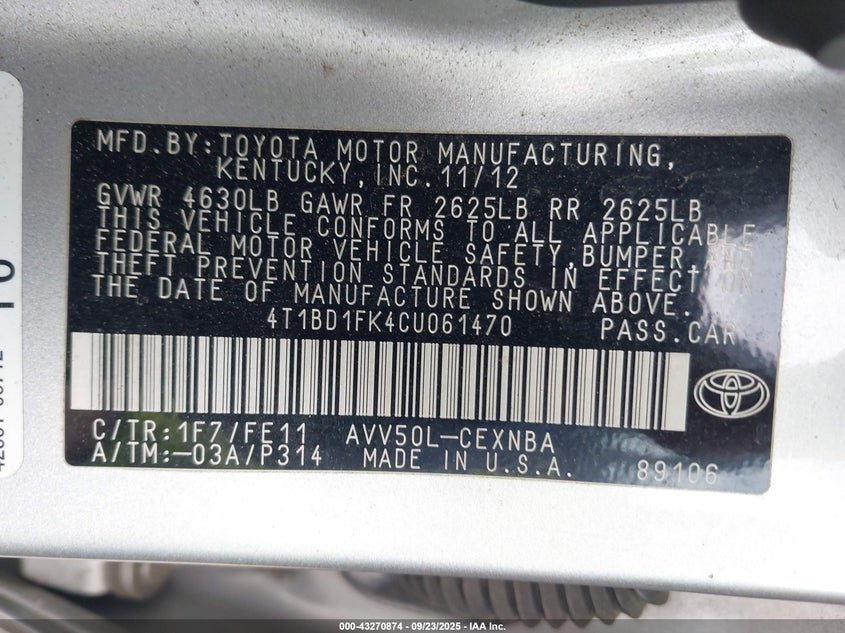 MFD.BY:TOYOTA MOTOR MANUFACTURING,
KENTUCKY,INC.11/12
GVWR 4630LB GAWR FR 2625LB RR 2625LB
THIS VEHICLE CONFORMS TO ALL APPLICABLE
FEDERAL MOTOR VEHICLE SAFETY,BUMPER AND
THEFT PREVENTION STANDARDS IN EFFECT ON
THE DATE OF MANUFACTURE SHOWN ABOVE.
4T1BD1FK4CU061470 PASS.CAR
C/TR:1F7/FE11 AVV50L-CEXNBA
A/TM:-03A/P314 MADE IN U.S.A. 89106
000-43270874 - 09/23/2025 - IAA Inc.